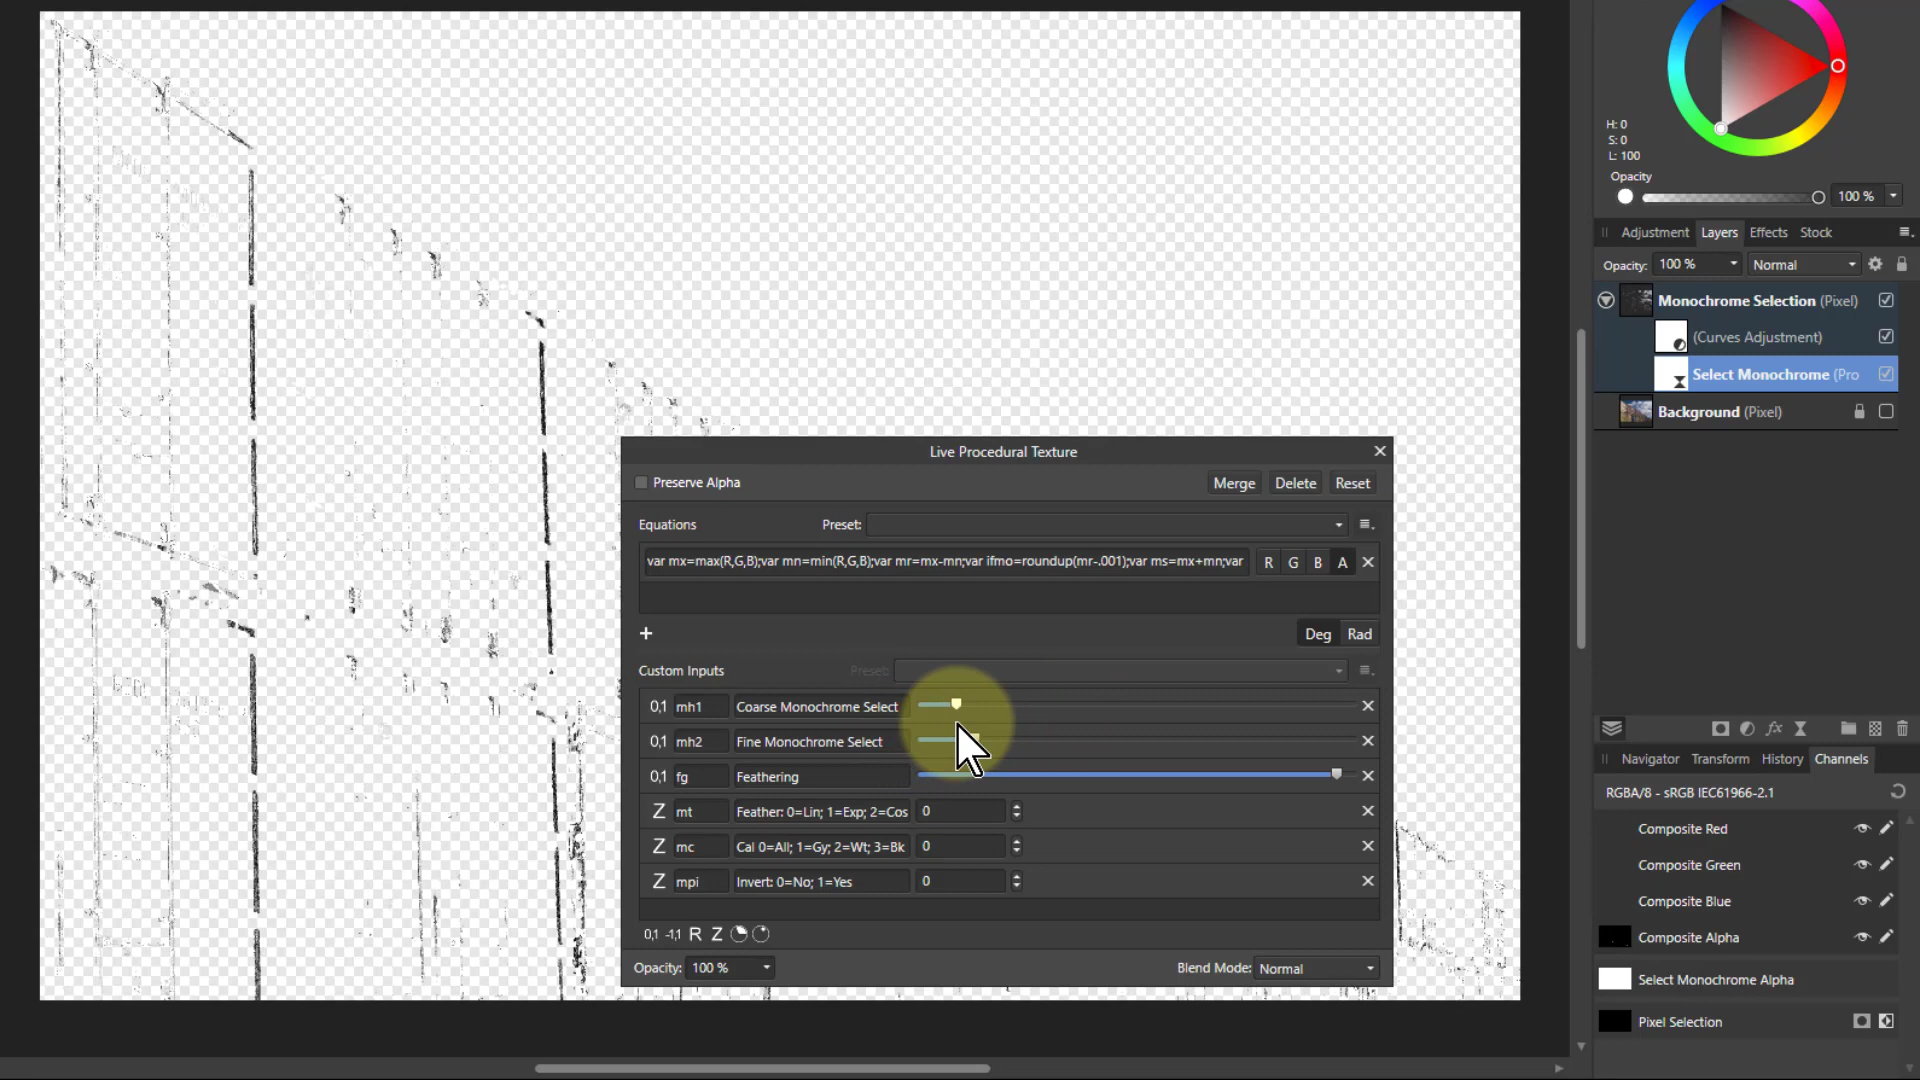 H: 0
S: 0
L: 100
Opacity
100 %
Adjustment Layers Effects Stock
Opacity: 100 % Normal
Monochrome Selection (Pixel)
(Curves Adjustment)
Select Monochrome (Pro
Background (Pixel)
Live Procedural Texture
Preserve Alpha Merge Delete Reset
Equations Preset:
var mx=max(R,G,B);var mn=min(R,G,B);var mr=mx-mn;var ifmo=roundup(mr-.001);var ms=mx+mn;var R G B A
Deg Rad
Custom Inputs Preset:
0,1 mh1 Coarse Monochrome Select
0,1 mh2 Fine Monochrome Select
0,1 fg Feathering
Z mt Feather: 0=Lin; 1=Exp; 2=Cos 0
Z mc Cal 0=All; 1=Gy; 2=Wt; 3=Bk 0
Z mpi Invert: 0=No; 1=Yes 0
0,1 -1,1 R Z
Opacity: 100 % Blend Mode: Normal
fx
Navigator Transform History Channels
RGBA/8 - sRGB IEC61966-2.1
Composite Red
Composite Green
Composite Blue
Composite Alpha
Select Monochrome Alpha
Pixel Selection